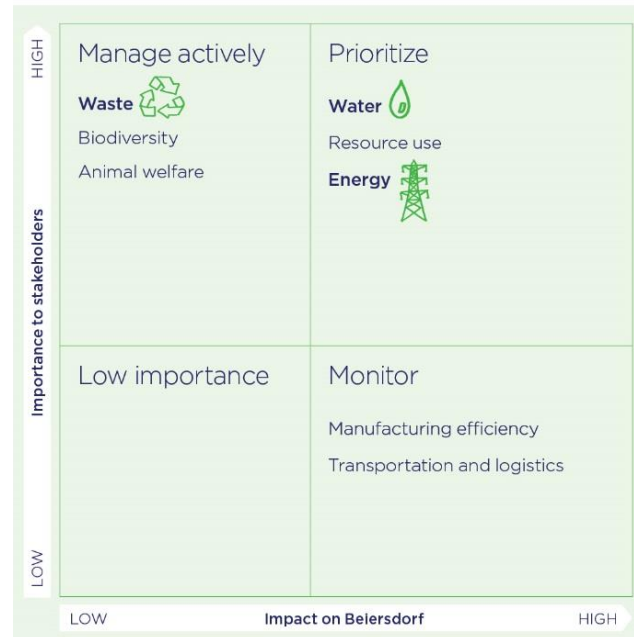 HIGH
Importance to stakeholders
LOW
Manage actively
Waste
Biodiversity
Animal welfare
Prioritize
Water
Resource use
Energy
Low importance
Monitor
Manufacturing efficiency
Transportation and logistics
LOW
Impact on Beiersdorf
HIGH